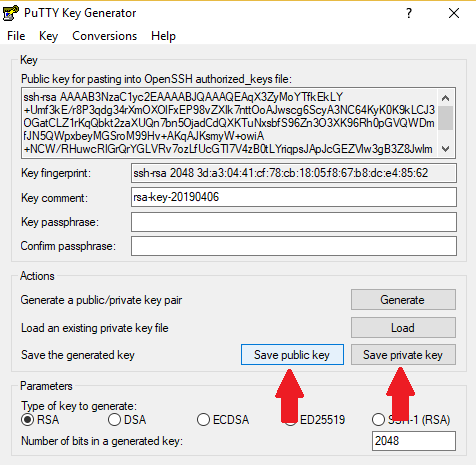 PuTTY Key Generator
File Key Conversions Help
Key
Public key for pasting into OpenSSH authorized_keys file:
ssh-rsa AAAAB3NzaC1yc2EAAAABJQAAAQEAqX3ZyMoYTfkEkLY
+Umf3kE/r8P3qdg34rXmOXOlFxEP98vZXlk7nttOoAJwscg6ScyA3NC64KyK0K9kLCJ3
OGatCLZ1rKqQbkt2zaXUQn7bn5OjadCdQXKTuNxsbfS96Zn3O3XK96Rh0pGVQWDm
fJN5QWpxbeyMGSroM99Hv+AKqAJKsmyW+owiA
+NCW/RHuwcRlGrQrYGLVRv7ozLfUcGTI7V4zB0tLYriqpsJApJcGEZVlw3gB3Z8Jwlm
Key fingerprint:
ssh-rsa 2048 3d:a3:04:41:cf:78:cb:18:05:f8:67:b8:dc:e4:85:62
Key comment:
rsa-key-20190406
Key passphrase:
Confirm passphrase:
Actions
Generate a public/private key pair
Generate
Load an existing private key file
Load
Save the generated key
Save public key
Save private key
Parameters
Type of key to generate:
RSA DSA ECDSA ED25519 SSH-1 (RSA)
Number of bits in a generated key:
2048